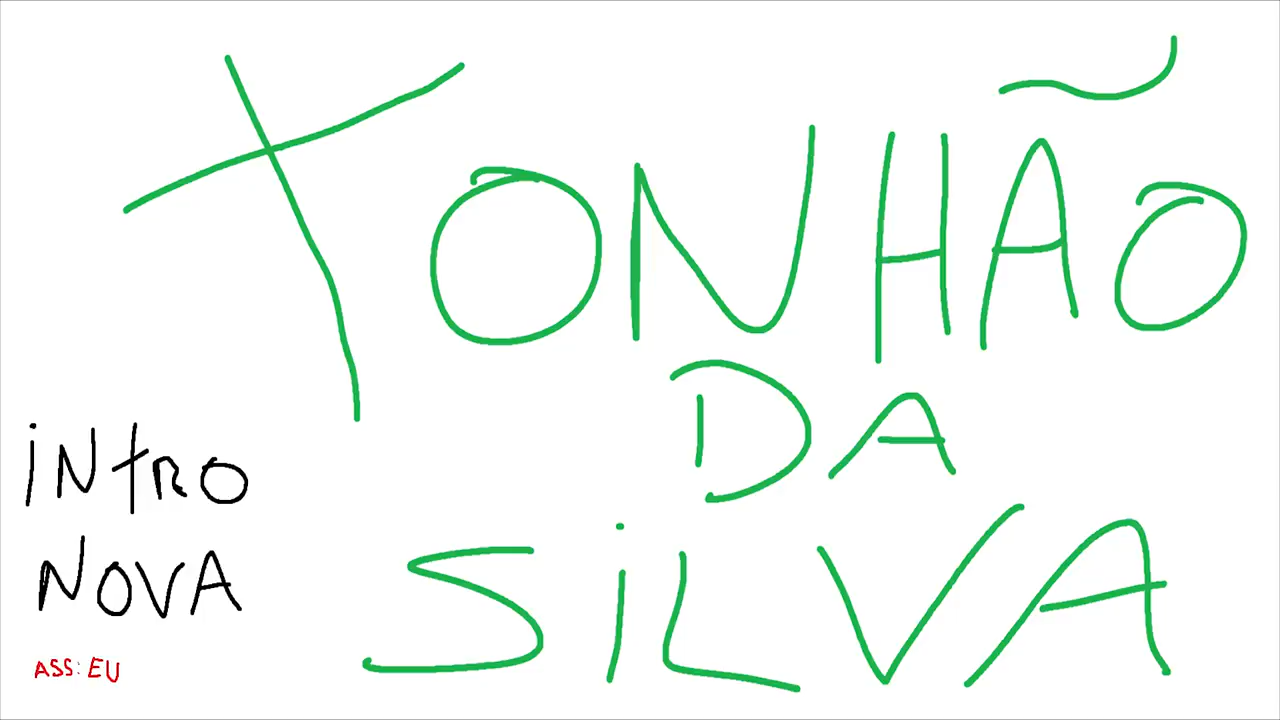 TONHÃO
DA
SiLVA
iNtRO
NOVA
ASS: EU